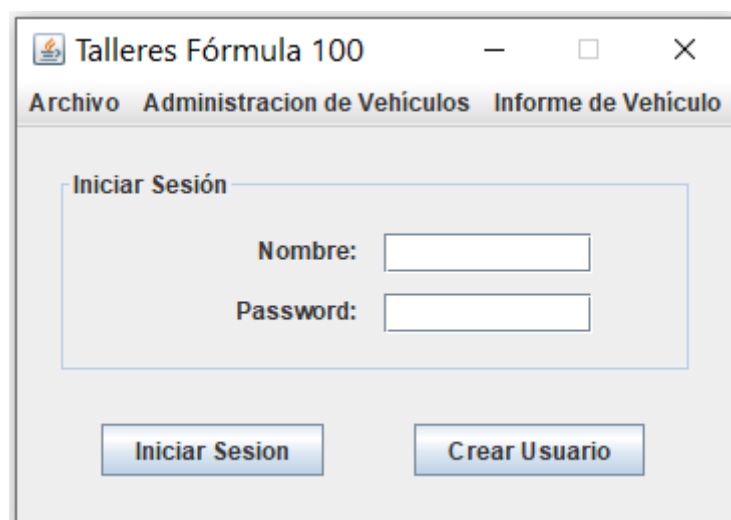 Talleres Fórmula 100
Archivo Administracion de Vehículos Informe de Vehículo
Iniciar Sesión
Nombre:
Password:
Iniciar Sesion Crear Usuario